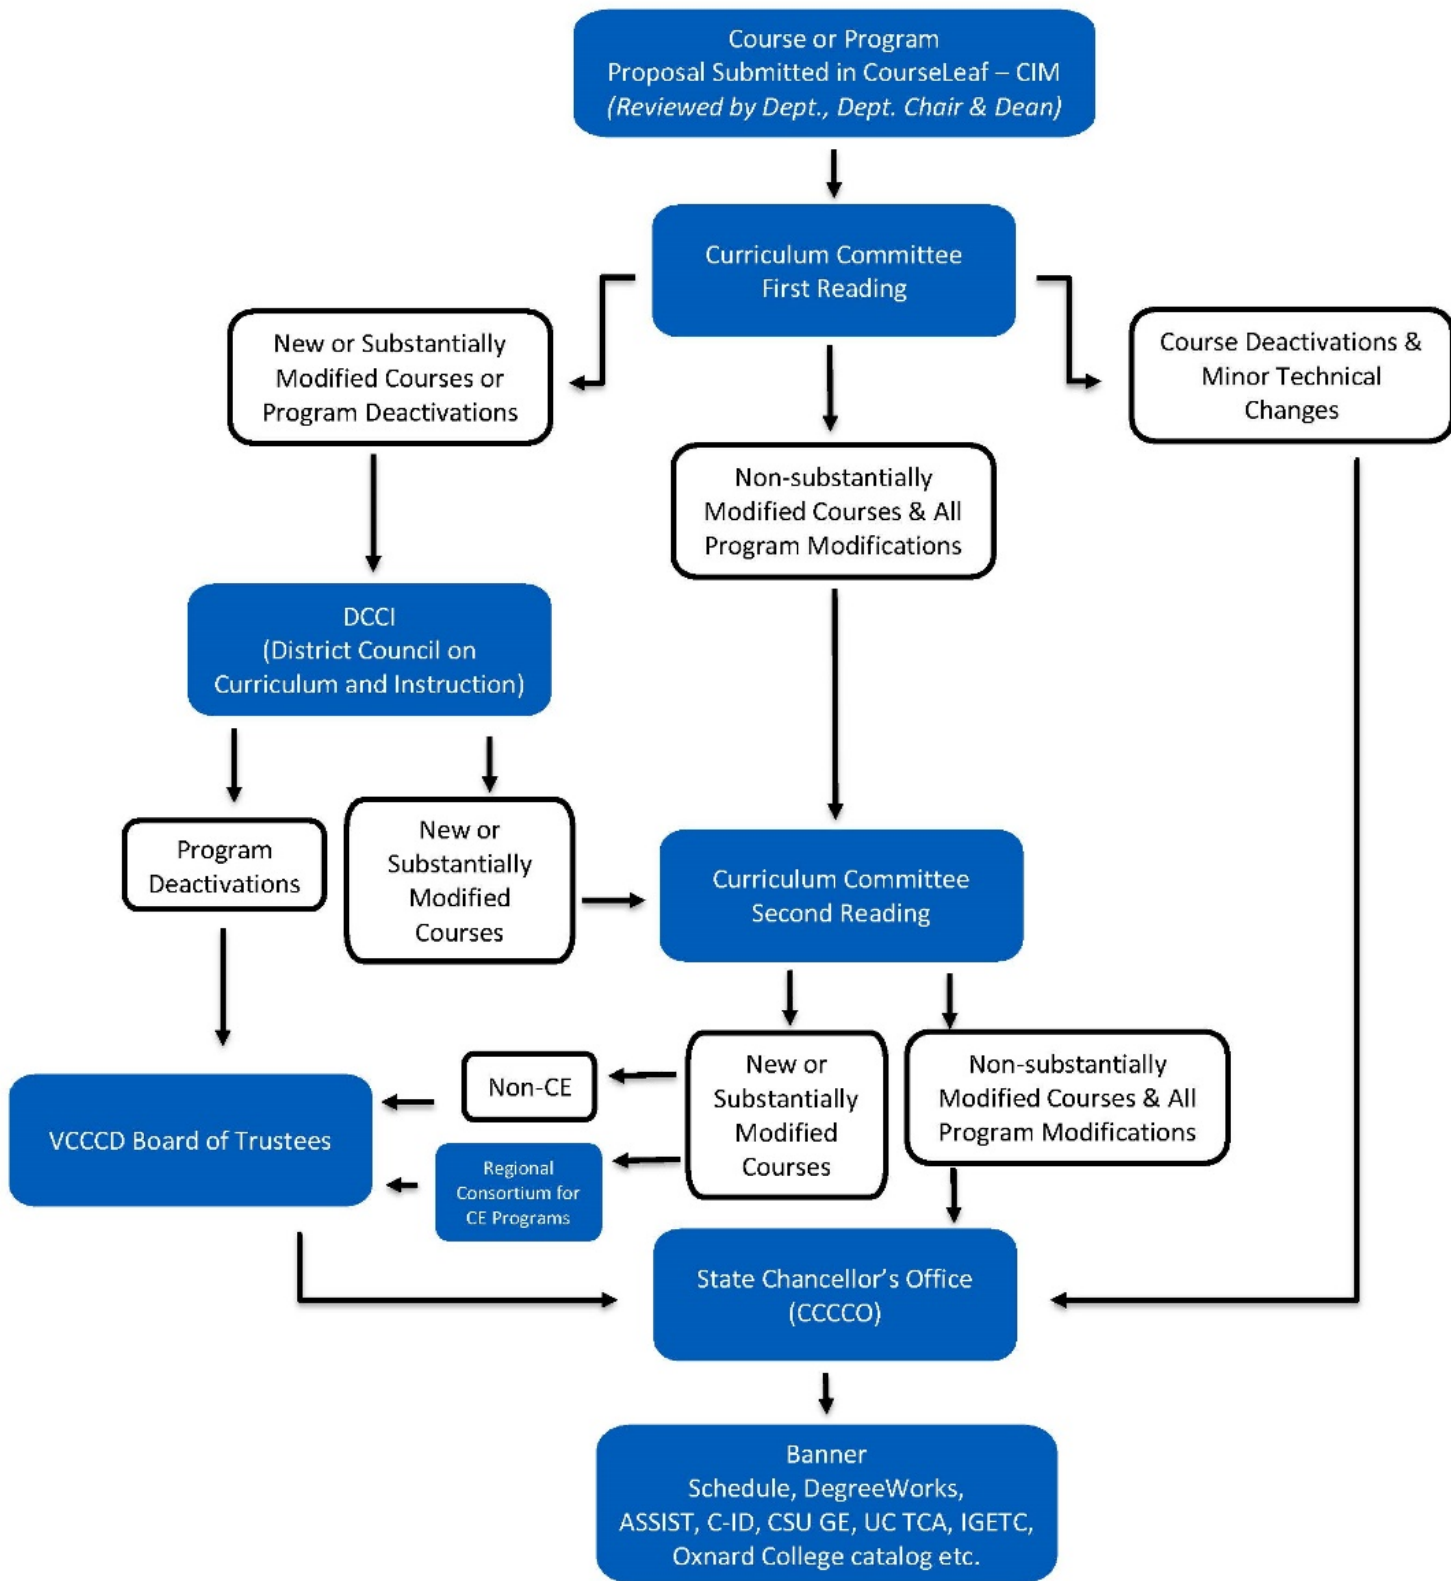 Course or Program
Proposal Submitted in CourseLeaf – CIM
(Reviewed by Dept., Dept. Chair & Dean)
Curriculum Committee
First Reading
New or Substantially
Modified Courses or
Program Deactivations
Course Deactivations &
Minor Technical
Changes
Non-substantially
Modified Courses & All
Program Modifications
DCCI
(District Council on
Curriculum and Instruction)
Program
Deactivations
New or
Substantially
Modified
Courses
Curriculum Committee
Second Reading
Non-CE
New or
Substantially
Modified
Courses
Non-substantially
Modified Courses & All
Program Modifications
VCCCD Board of Trustees
Regional
Consortium for
CE Programs
State Chancellor’s Office
(CCCCO)
Banner
Schedule, DegreeWorks,
ASSIST, C-ID, CSU GE, UC TCA, IGETC,
Oxnard College catalog etc.